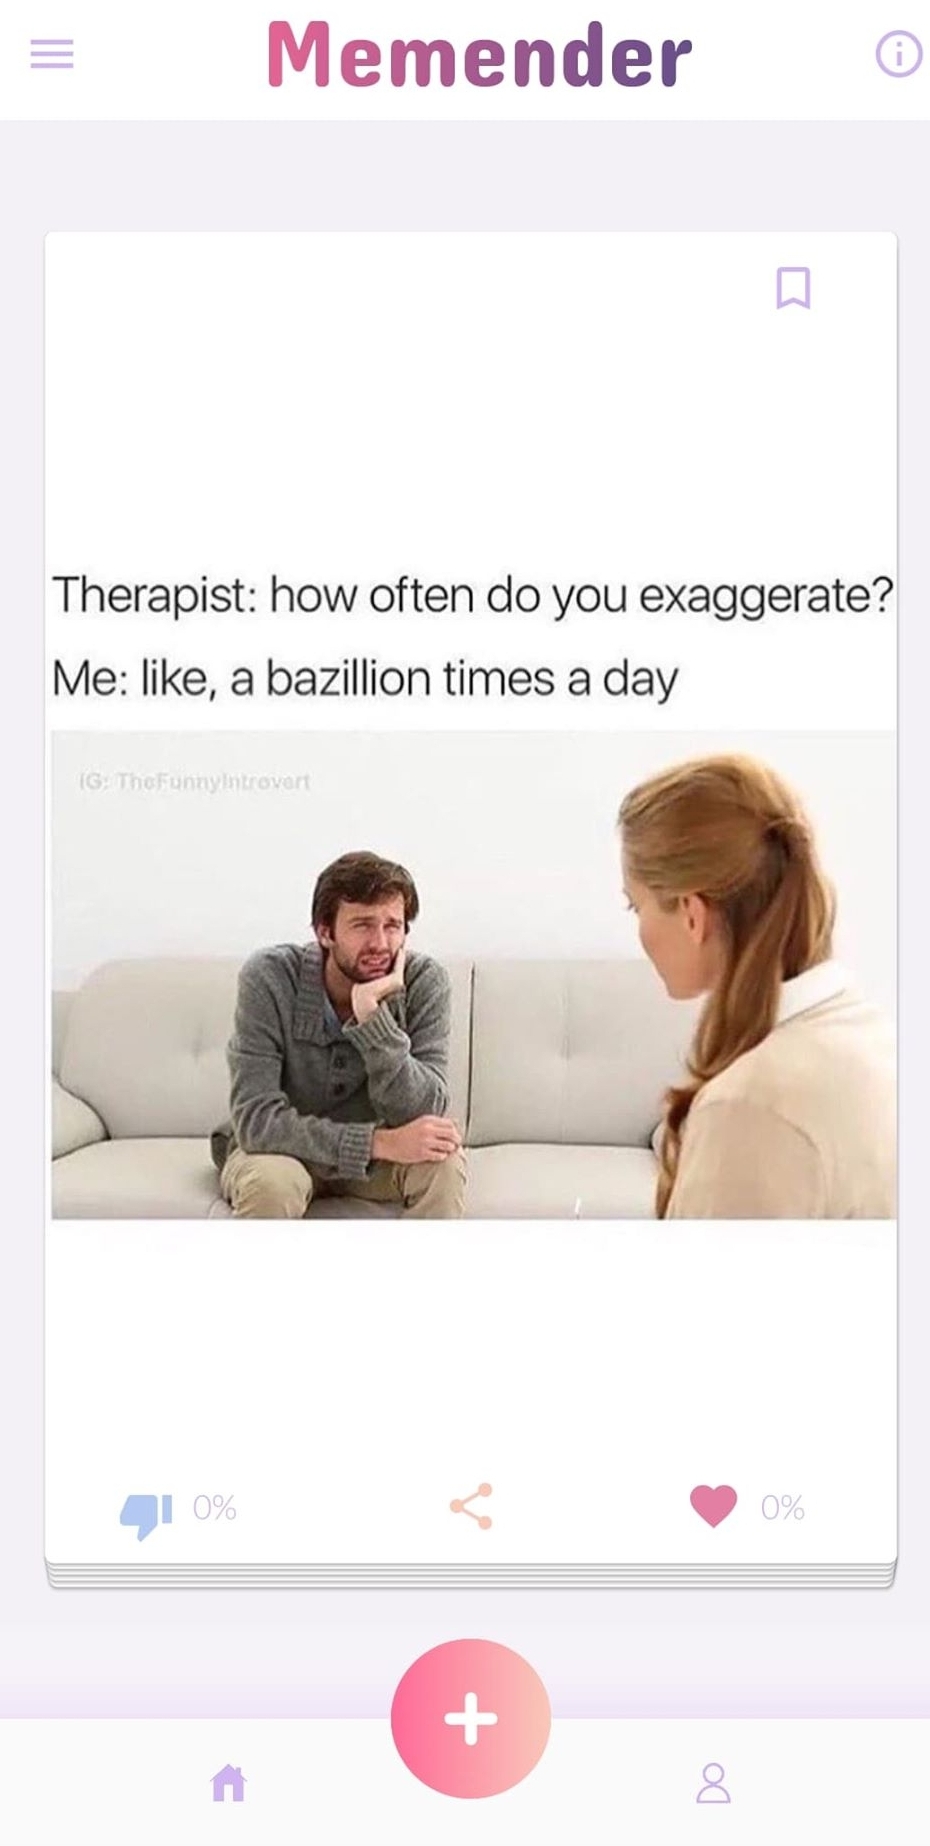 Memender
Therapist: how often do you exaggerate?
Me: like, a bazillion times a day
IG: TheFunnyIntrovert
0%
0%